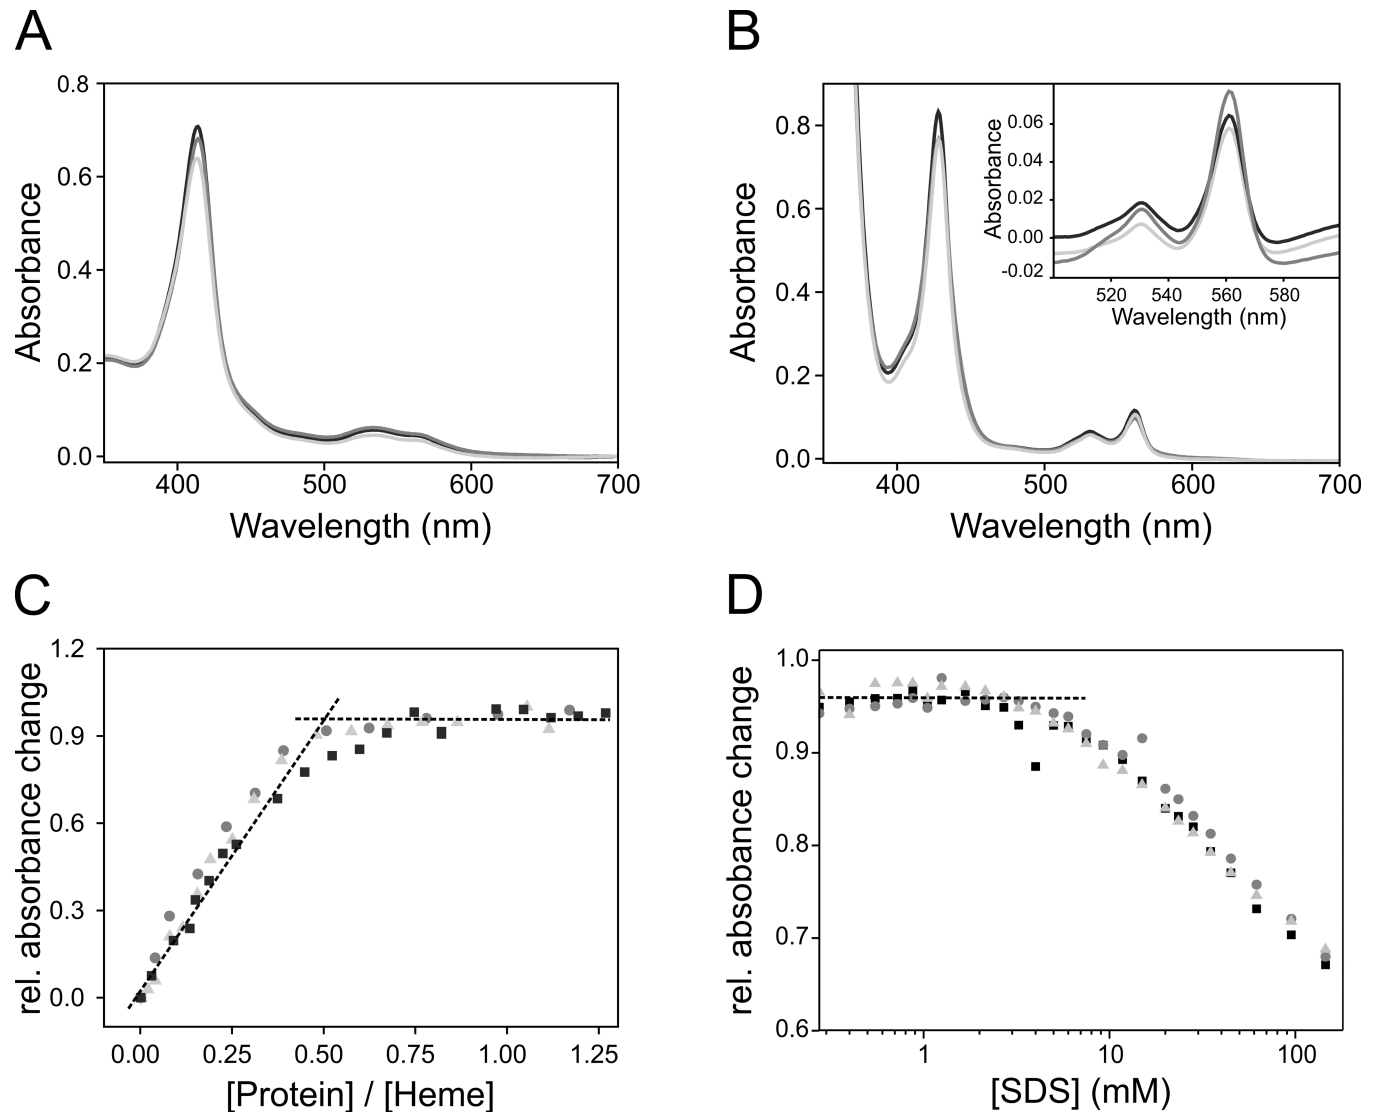 A
0.8
0.6
0.4
0.2
0.0
Absorbance
400 500 600 700
Wavelength (nm)
B
0.8
0.6
0.4
0.2
0.0
Absorbance
400 500 600 700
Wavelength (nm)
0.06
0.04
0.02
0.00
-0.02
Absorbance
520 540 560 580
Wavelength (nm)
C
1.2
0.9
0.6
0.3
0.0
rel. absorbance change
0.00 0.25 0.50 0.75 1.00 1.25
[Protein] / [Heme]
D
1.0
0.9
0.8
0.7
0.6
rel. absobance change
1 10 100
[SDS] (mM)